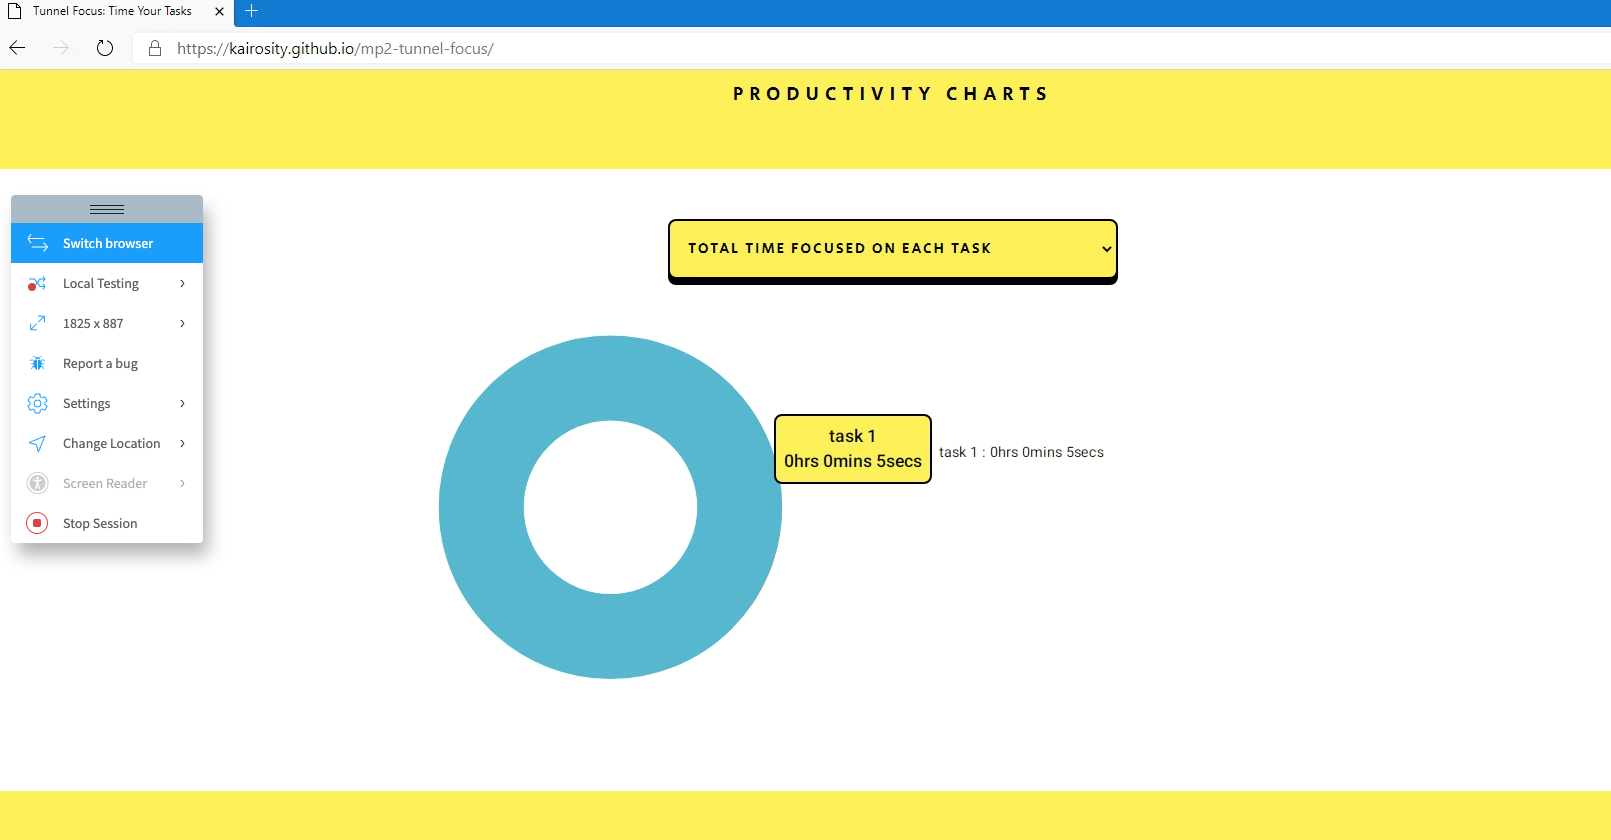 Tunnel Focus: Time Your Tasks
https://kairosity.github.io/mp2-tunnel-focus/
PRODUCTIVITY CHARTS
Switch browser
Local Testing
1825 x 887
Report a bug
Settings
Change Location
Screen Reader
Stop Session
TOTAL TIME FOCUSED ON EACH TASK
task 1
0hrs 0mins 5secs
task 1 : 0hrs 0mins 5secs